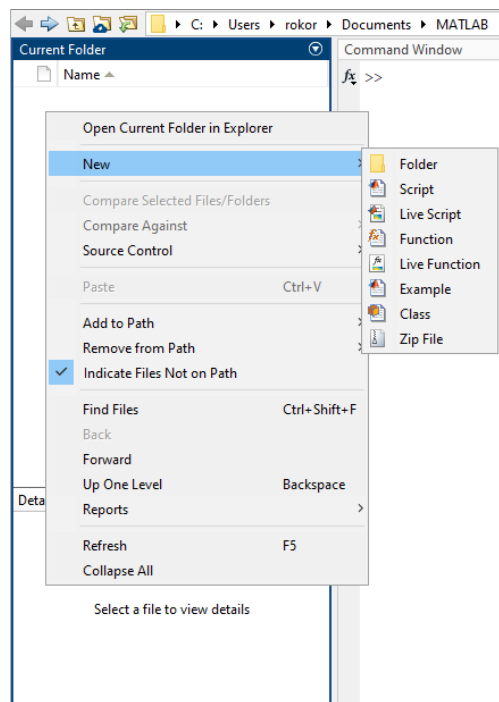 C: Users rokor Documents MATLAB
Current Folder
Command Window
Name
fx >>
Open Current Folder in Explorer
New
Folder
Script
Live Script
Function
Live Function
Example
Class
Zip File
Compare Selected Files/Folders
Compare Against
Source Control
Paste Ctrl+V
Add to Path
Remove from Path
Indicate Files Not on Path
Find Files Ctrl+Shift+F
Back
Forward
Up One Level Backspace
Reports
Refresh F5
Collapse All
Deta
Select a file to view details